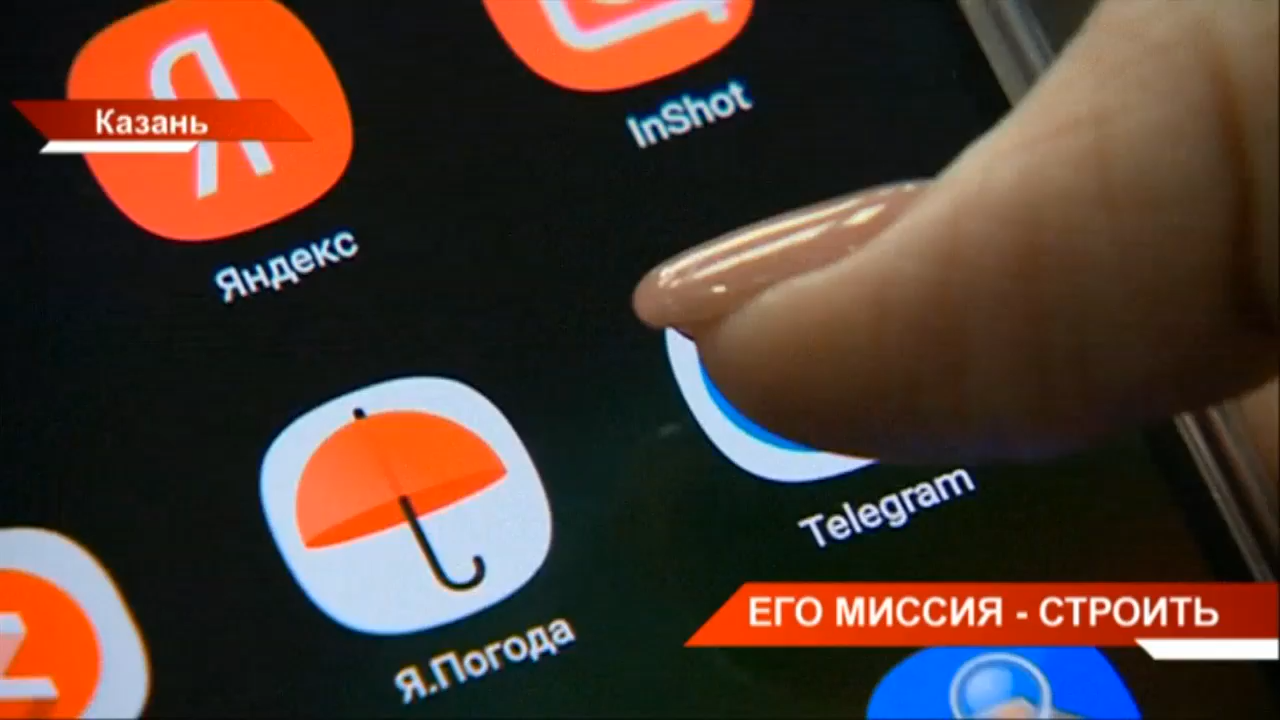 InShot
Казань
Яндекс
Telegram
ЕГО МИССИЯ - СТРОИТЬ
Я.Погода